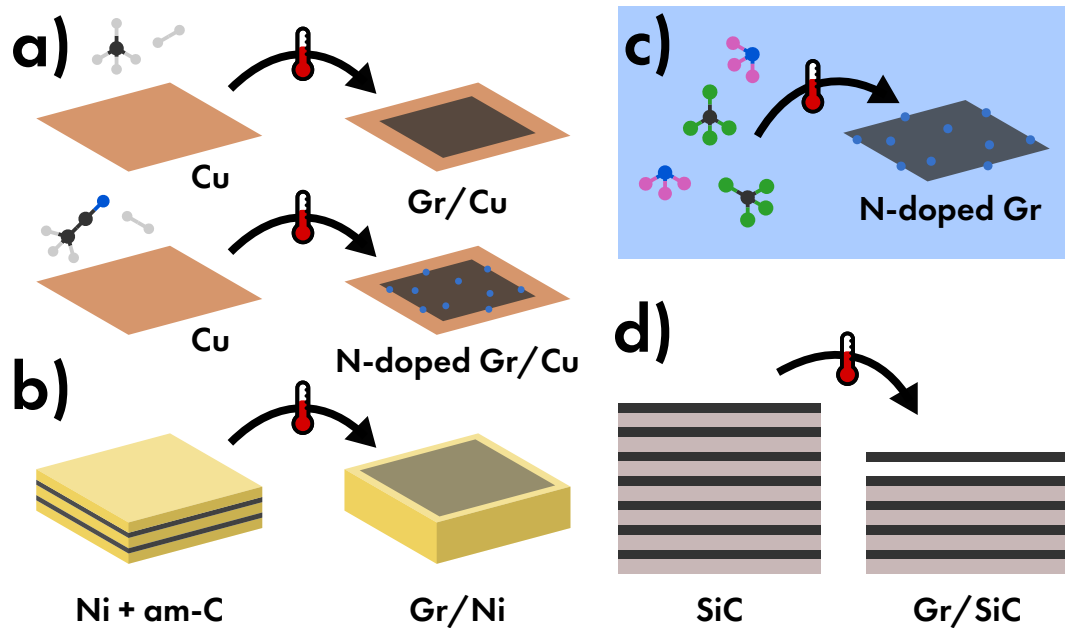 a)
Cu
Gr/Cu
Cu
N-doped Gr/Cu
b)
Ni + am-C
Gr/Ni
c)
N-doped Gr
d)
SiC
Gr/SiC